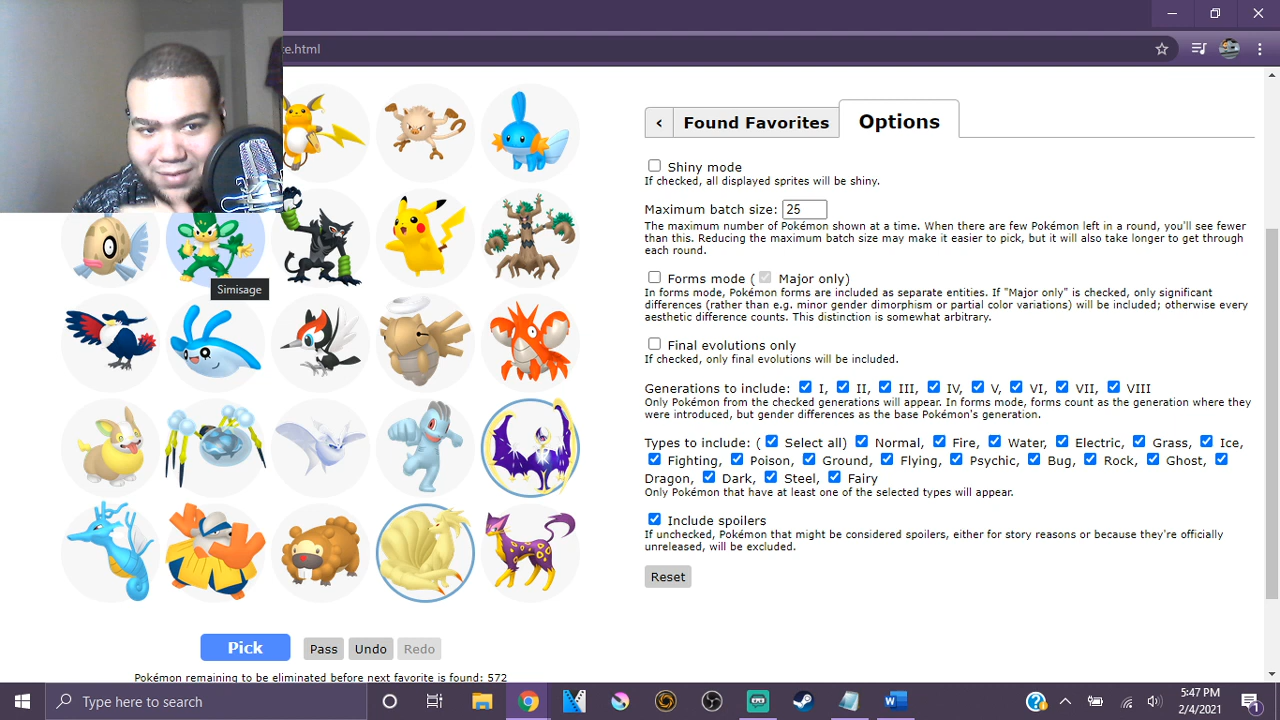 te.html
‹ Found Favorites Options
Shiny mode
If checked, all displayed sprites will be shiny.
Maximum batch size: 25
The maximum number of Pokémon shown at a time. When there are few Pokémon left in a round, you'll see fewer
than this. Reducing the maximum batch size may make it easier to pick, but it will also take longer to get through
each round.
Simisage
Forms mode ( Major only)
In forms mode, Pokémon forms are included as separate entities. If "Major only" is checked, only significant
differences (rather than e.g. minor gender dimorphism or partial color variations) will be included; otherwise every
aesthetic difference counts. This distinction is somewhat arbitrary.
Final evolutions only
If checked, only final evolutions will be included.
Generations to include: I, II, III, IV, V, VI, VII, VIII
Only Pokémon from the checked generations will appear. In forms mode, forms count as the generation where they
were introduced, but gender differences as the base Pokémon's generation.
Types to include: ( Select all) Normal, Fire, Water, Electric, Grass, Ice,
Fighting, Poison, Ground, Flying, Psychic, Bug, Rock, Ghost,
Dragon, Dark, Steel, Fairy
Only Pokémon that have at least one of the selected types will appear.
Include spoilers
If unchecked, Pokémon that might be considered spoilers, either for story reasons or because they're officially
unreleased, will be excluded.
Reset
Pick Pass Undo Redo
Pokémon remaining to be eliminated before next favorite is found: 572
Type here to search
5:47 PM
2/4/2021